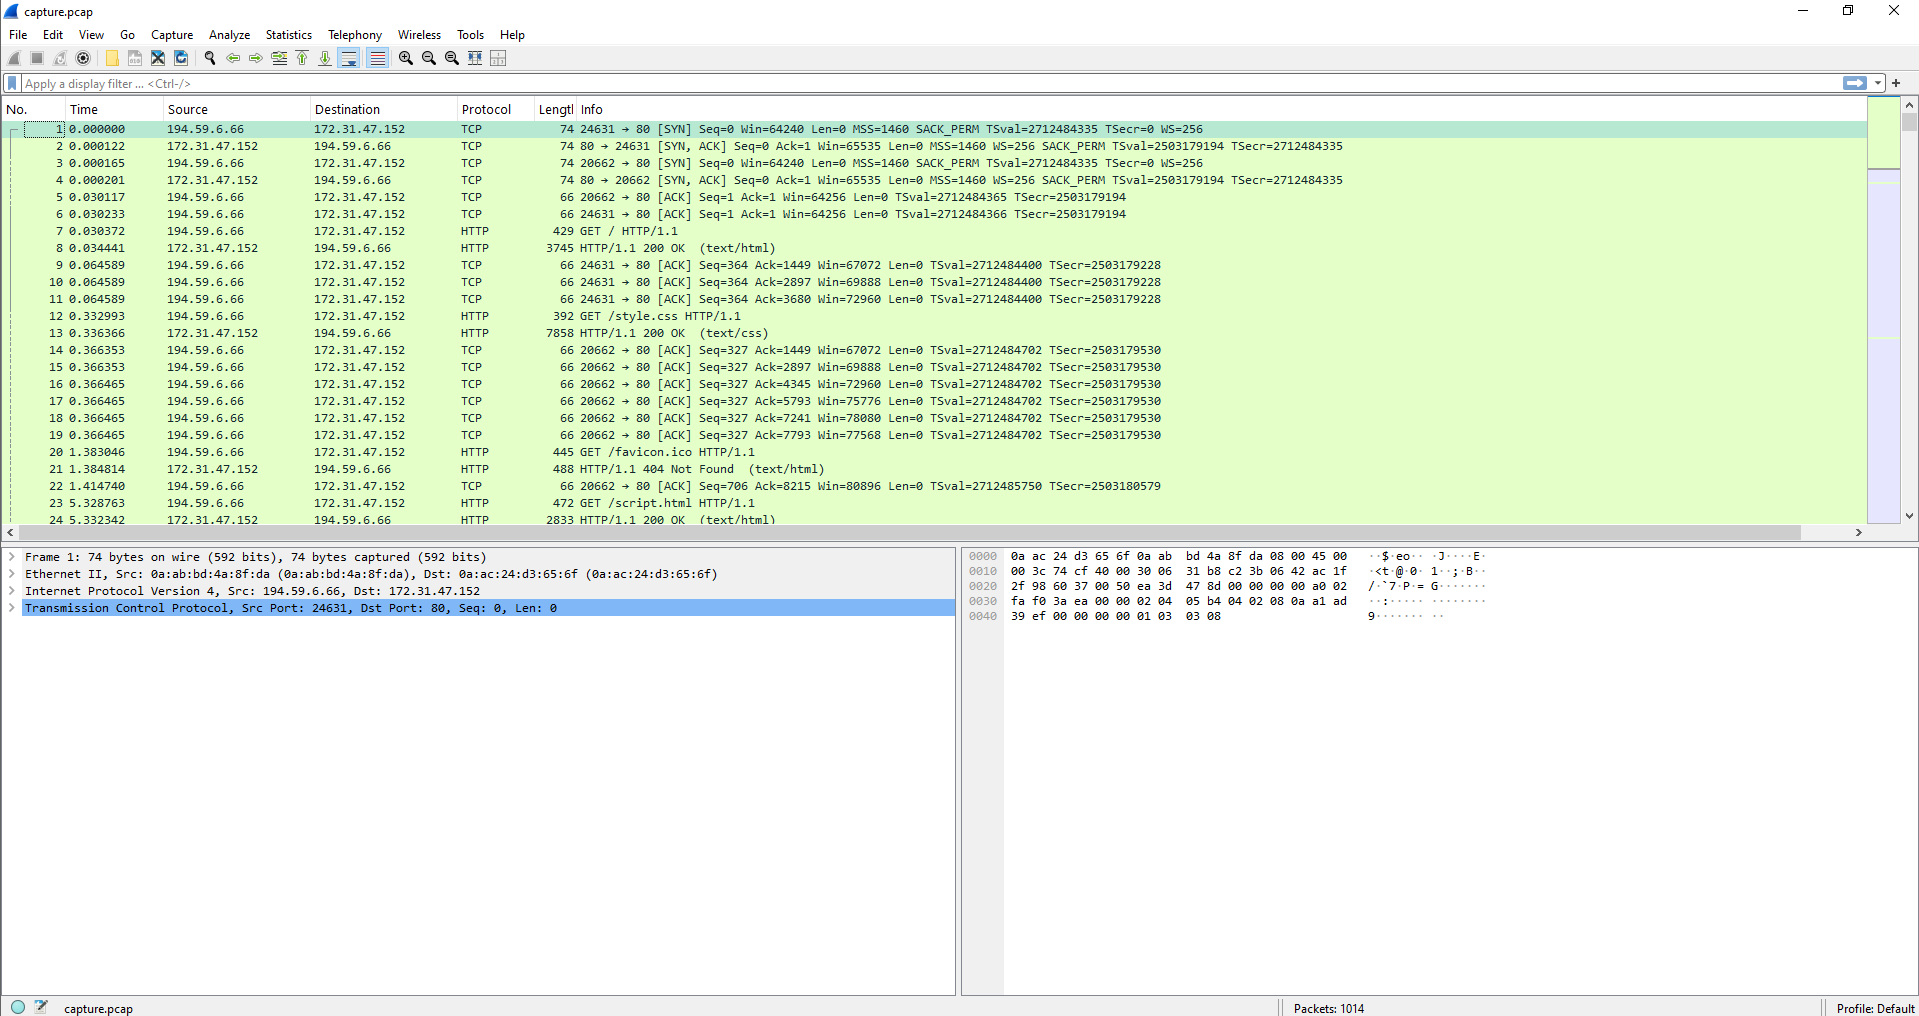 capture.pcap
File Edit View Go Capture Analyze Statistics Telephony Wireless Tools Help
Apply a display filter ... <Ctrl-/>
No. Time Source Destination Protocol Lengtl Info
1 0.000000 194.59.6.66 172.31.47.152 TCP 74 24631 → 80 [SYN] Seq=0 Win=64240 Len=0 MSS=1460 SACK_PERM TSval=2712484335 TSecr=0 WS=256
2 0.000122 172.31.47.152 194.59.6.66 TCP 74 80 → 24631 [SYN, ACK] Seq=0 Ack=1 Win=65535 Len=0 MSS=1460 WS=256 SACK_PERM TSval=2503179194 TSecr=2712484335
3 0.000165 194.59.6.66 172.31.47.152 TCP 74 20662 → 80 [SYN] Seq=0 Win=64240 Len=0 MSS=1460 SACK_PERM TSval=2712484335 TSecr=0 WS=256
4 0.000201 172.31.47.152 194.59.6.66 TCP 74 80 → 20662 [SYN, ACK] Seq=0 Ack=1 Win=65535 Len=0 MSS=1460 WS=256 SACK_PERM TSval=2503179194 TSecr=2712484335
5 0.030117 194.59.6.66 172.31.47.152 TCP 66 20662 → 80 [ACK] Seq=1 Ack=1 Win=64256 Len=0 TSval=2712484365 TSecr=2503179194
6 0.030233 194.59.6.66 172.31.47.152 TCP 66 24631 → 80 [ACK] Seq=1 Ack=1 Win=64256 Len=0 TSval=2712484366 TSecr=2503179194
7 0.030372 194.59.6.66 172.31.47.152 HTTP 429 GET / HTTP/1.1
8 0.034441 172.31.47.152 194.59.6.66 HTTP 3745 HTTP/1.1 200 OK (text/html)
9 0.064589 194.59.6.66 172.31.47.152 TCP 66 24631 → 80 [ACK] Seq=364 Ack=1449 Win=67072 Len=0 TSval=2712484400 TSecr=2503179228
10 0.064589 194.59.6.66 172.31.47.152 TCP 66 24631 → 80 [ACK] Seq=364 Ack=2897 Win=69888 Len=0 TSval=2712484400 TSecr=2503179228
11 0.064589 194.59.6.66 172.31.47.152 TCP 66 24631 → 80 [ACK] Seq=364 Ack=3680 Win=72960 Len=0 TSval=2712484400 TSecr=2503179228
12 0.332993 194.59.6.66 172.31.47.152 HTTP 392 GET /style.css HTTP/1.1
13 0.336366 172.31.47.152 194.59.6.66 HTTP 7858 HTTP/1.1 200 OK (text/css)
14 0.366353 194.59.6.66 172.31.47.152 TCP 66 20662 → 80 [ACK] Seq=327 Ack=1449 Win=67072 Len=0 TSval=2712484702 TSecr=2503179530
15 0.366353 194.59.6.66 172.31.47.152 TCP 66 20662 → 80 [ACK] Seq=327 Ack=2897 Win=69888 Len=0 TSval=2712484702 TSecr=2503179530
16 0.366465 194.59.6.66 172.31.47.152 TCP 66 20662 → 80 [ACK] Seq=327 Ack=4345 Win=72960 Len=0 TSval=2712484702 TSecr=2503179530
17 0.366465 194.59.6.66 172.31.47.152 TCP 66 20662 → 80 [ACK] Seq=327 Ack=5793 Win=75776 Len=0 TSval=2712484702 TSecr=2503179530
18 0.366465 194.59.6.66 172.31.47.152 TCP 66 20662 → 80 [ACK] Seq=327 Ack=7241 Win=78080 Len=0 TSval=2712484702 TSecr=2503179530
19 0.366465 194.59.6.66 172.31.47.152 TCP 66 20662 → 80 [ACK] Seq=327 Ack=7793 Win=77568 Len=0 TSval=2712484702 TSecr=2503179530
20 1.383046 194.59.6.66 172.31.47.152 HTTP 445 GET /favicon.ico HTTP/1.1
21 1.384814 172.31.47.152 194.59.6.66 HTTP 488 HTTP/1.1 404 Not Found (text/html)
22 1.414740 194.59.6.66 172.31.47.152 TCP 66 20662 → 80 [ACK] Seq=706 Ack=8215 Win=80896 Len=0 TSval=2712485750 TSecr=2503180579
23 5.328763 194.59.6.66 172.31.47.152 HTTP 472 GET /script.html HTTP/1.1
24 5.332342 172.31.47.152 194.59.6.66 HTTP 2833 HTTP/1.1 200 OK (text/html)
Frame 1: 74 bytes on wire (592 bits), 74 bytes captured (592 bits)
Ethernet II, Src: 0a:ab:bd:4a:8f:da (0a:ab:bd:4a:8f:da), Dst: 0a:ac:24:d3:65:6f (0a:ac:24:d3:65:6f)
Internet Protocol Version 4, Src: 194.59.6.66, Dst: 172.31.47.152
Transmission Control Protocol, Src Port: 24631, Dst Port: 80, Seq: 0, Len: 0
0000 0a ac 24 d3 65 6f 0a ab bd 4a 8f da 08 00 45 00 ··$·eo·· ·J····E·
0010 00 3c 74 cf 40 00 30 06 31 b8 c2 3b 06 42 ac 1f ·<t·@·0· 1··;·B··
0020 2f 98 60 37 00 50 ea 3d 47 8d 00 00 00 00 a0 02 /·`7·P·= G·······
0030 fa f0 3a ea 00 00 02 04 05 b4 04 02 08 0a a1 ad ··:····· ········
0040 39 ef 00 00 00 00 01 03 03 08 9······· ··
capture.pcap
Packets: 1014
Profile: Default